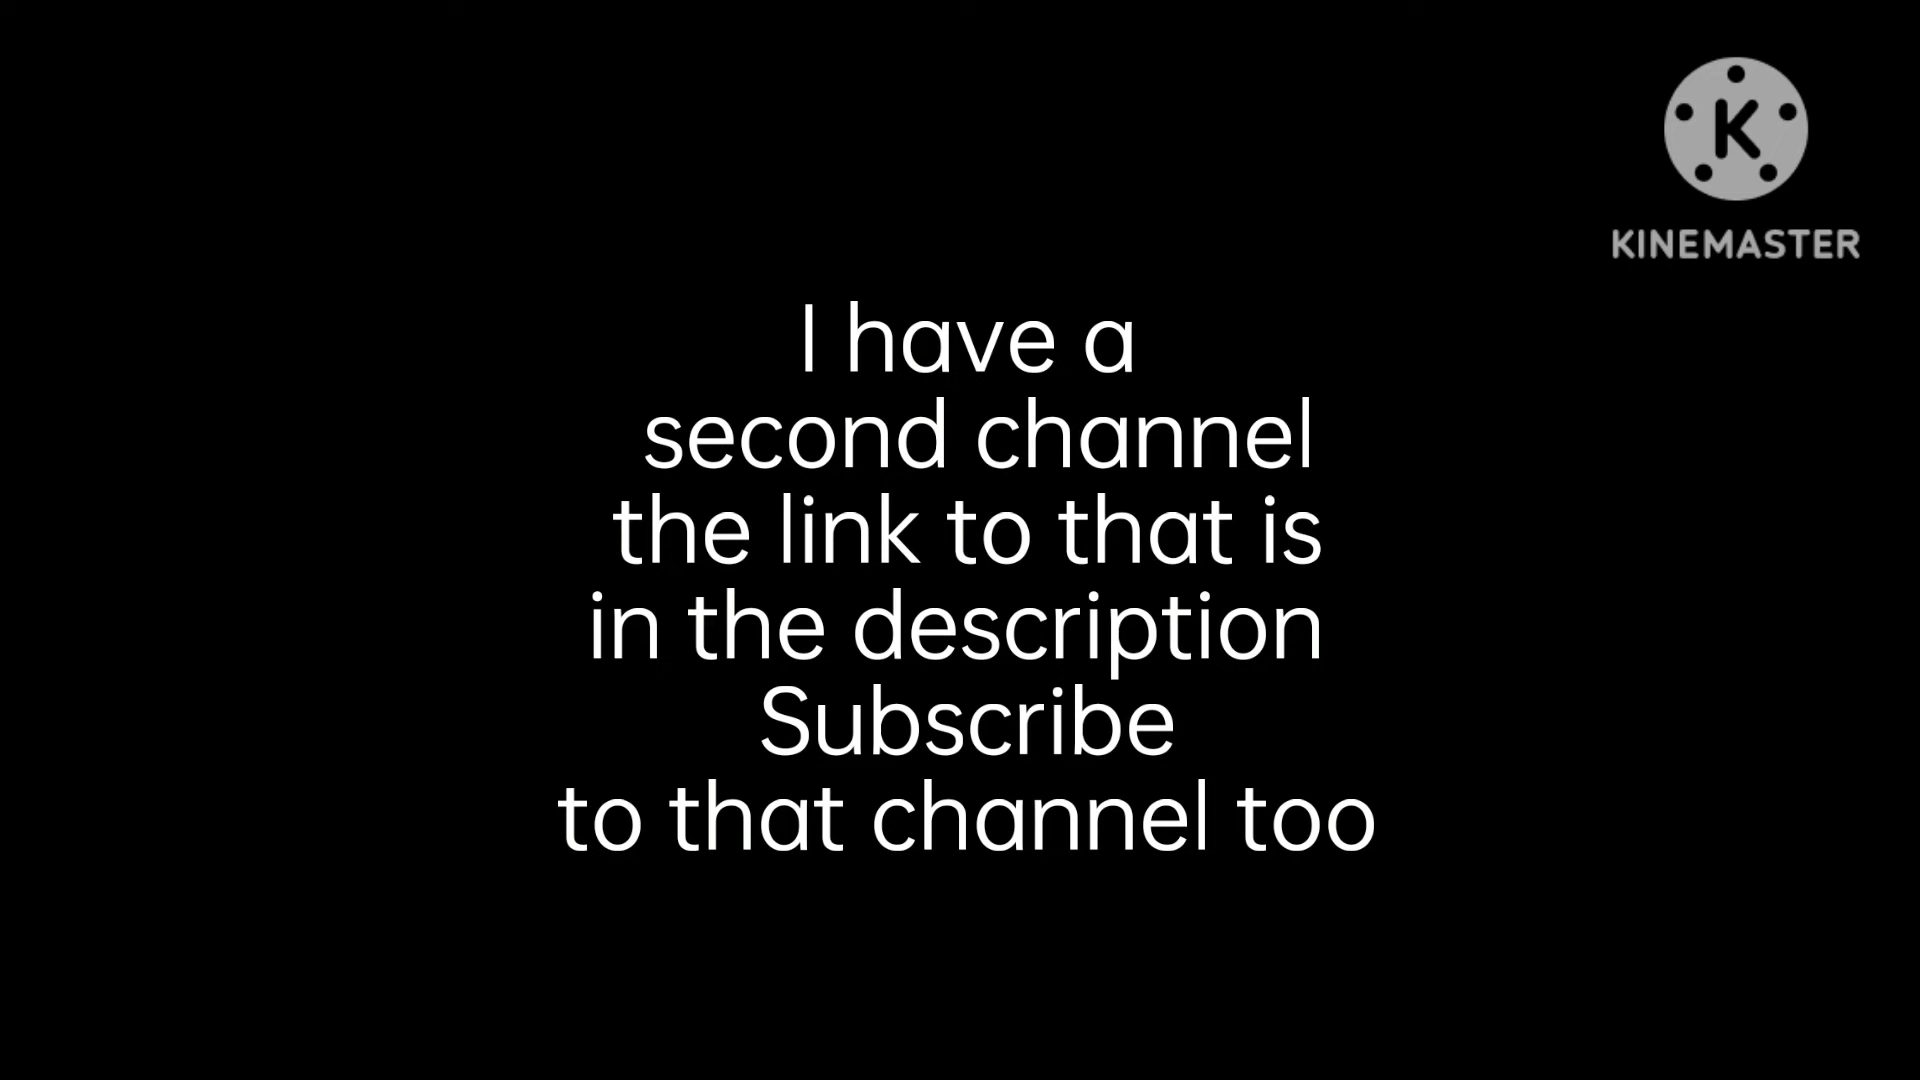 K
KINEMASTER
I have a
second channel
the link to that is
in the description
Subscribe
to that channel too